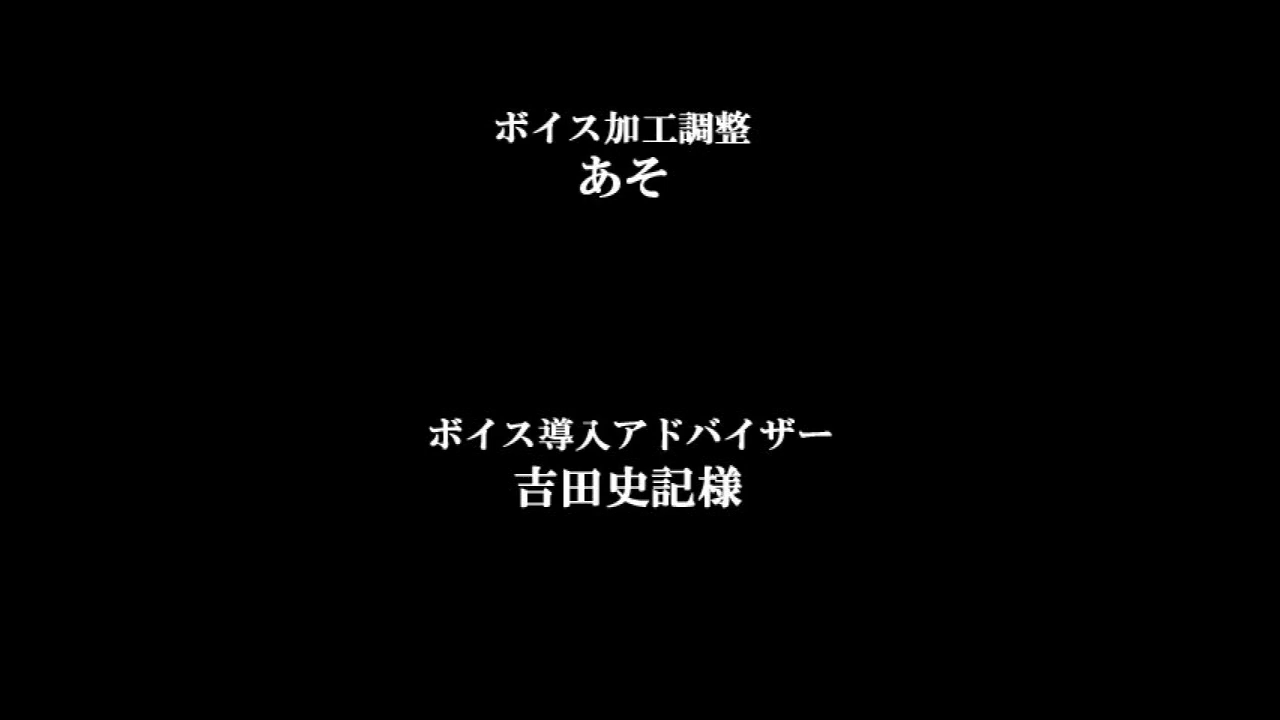 ボイス加工調整
あそ
ボイス導入アドバイザー
吉田史記様